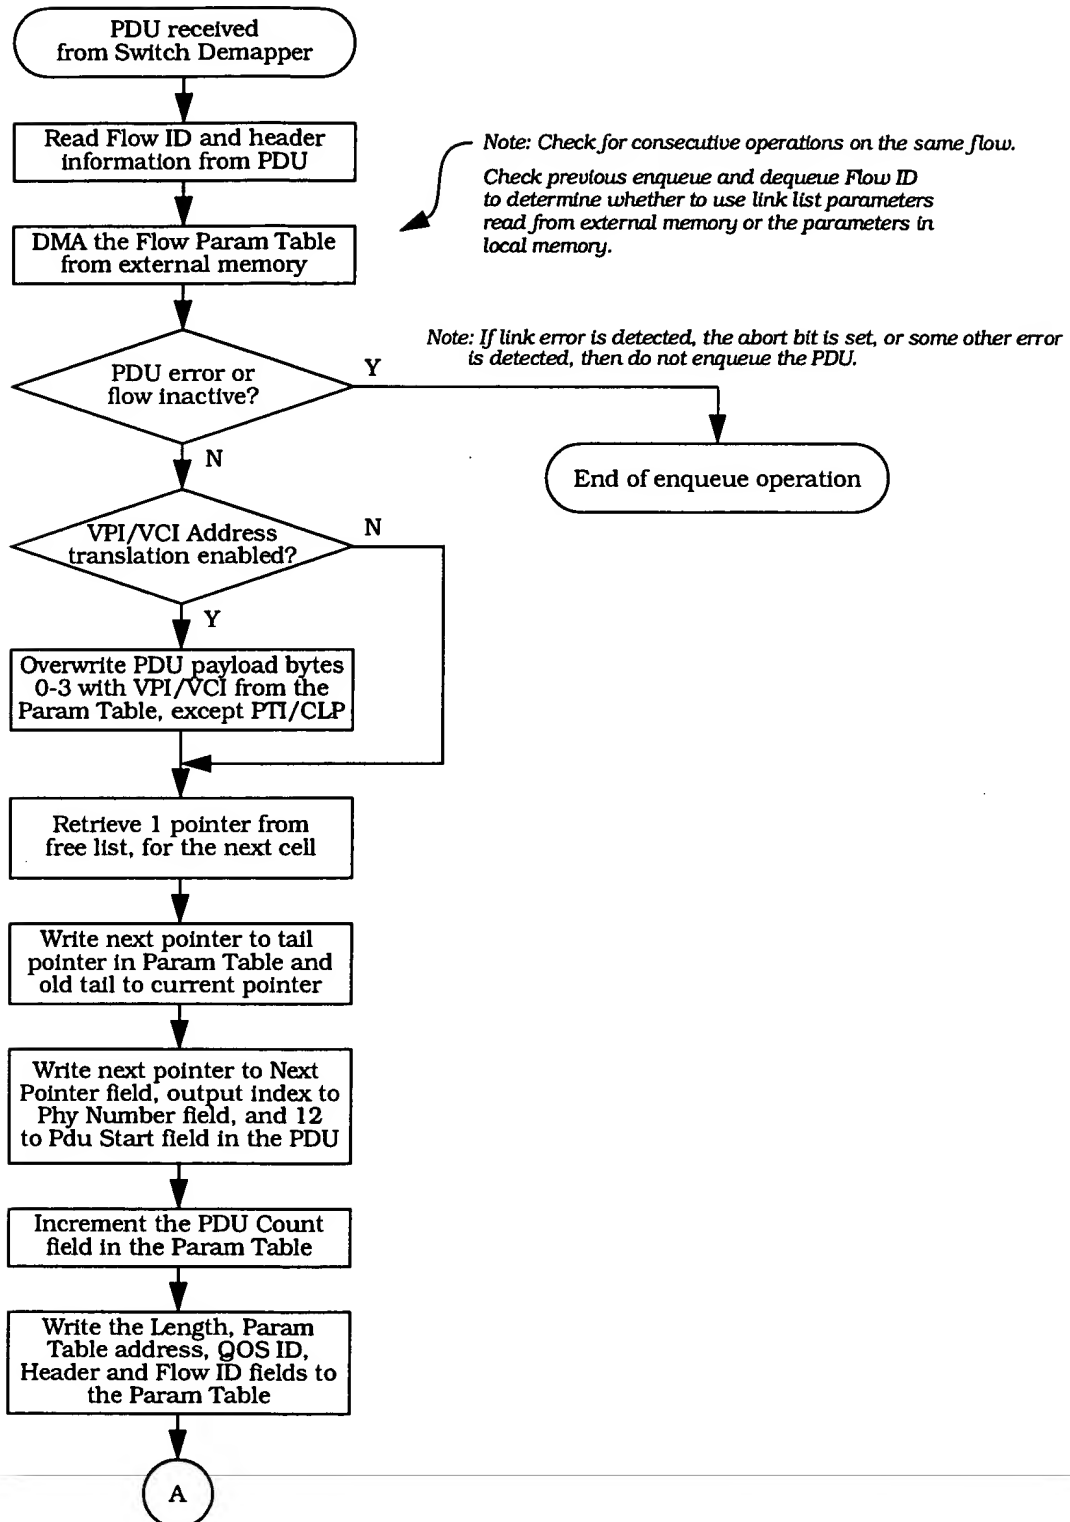 PDU received
from Switch Demapper
Read Flow ID and header
information from PDU
Note: Check for consecutive operations on the same flow.
Check previous enqueue and dequeue Flow ID
to determine whether to use link list parameters
read from external memory or the parameters in
local memory.
DMA the Flow Param Table
from external memory
Note: If link error is detected, the abort bit is set, or some other error
is detected, then do not enqueue the PDU.
PDU error or
flow inactive?
Y
N
End of enqueue operation
VPI/VCI Address
translation enabled?
N
Y
Overwrite PDU payload bytes
0-3 with VPI/VCI from the
Param Table, except PTI/CLP
Retrieve 1 pointer from
free list, for the next cell
Write next pointer to tail
pointer in Param Table and
old tail to current pointer
Write next pointer to Next
Pointer field, output index to
Phy Number field, and 12
to Pdu Start field in the PDU
Increment the PDU Count
field in the Param Table
Write the Length, Param
Table address, QOS ID,
Header and Flow ID fields to
the Param Table
A